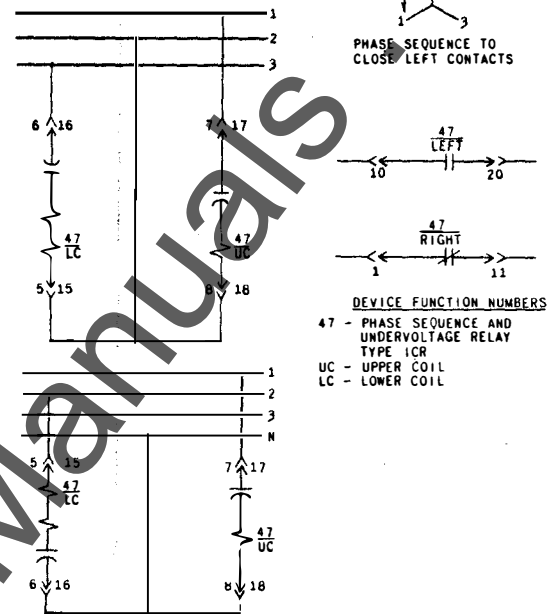 1
2
3
6 16
7 17
47
LC
47
UC
5 15
8 18
1 3
PHASE SEQUENCE TO
CLOSE LEFT CONTACTS
47
LEFT
10 20
47
RIGHT
1 11
DEVICE FUNCTION NUMBERS
47 - PHASE SEQUENCE AND
UNDERVOLTAGE RELAY
TYPE ICR
UC - UPPER COIL
LC - LOWER COIL
1
2
3
N
5 15
7 17
47
LC
47
UC
6 16
8 18
Manuals